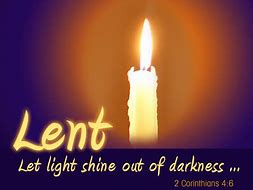 Lent
Let light shine out of darkness ...
2 Corinthians 4:6